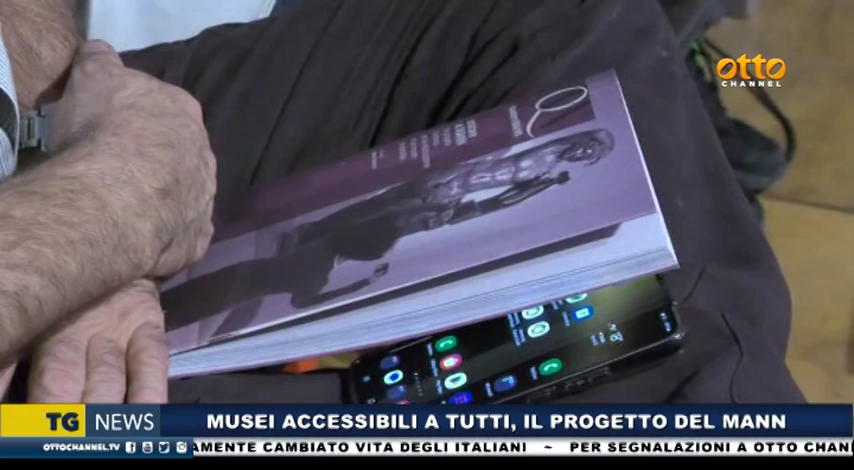 otto
CHANNEL
TG NEWS
MUSEI ACCESSIBILI A TUTTI, IL PROGETTO DEL MANN
OTTOCHANNEL.TV
AMENTE CAMBIATO VITA DEGLI ITALIANI ~ PER SEGNALAZIONI A OTTO CHAN